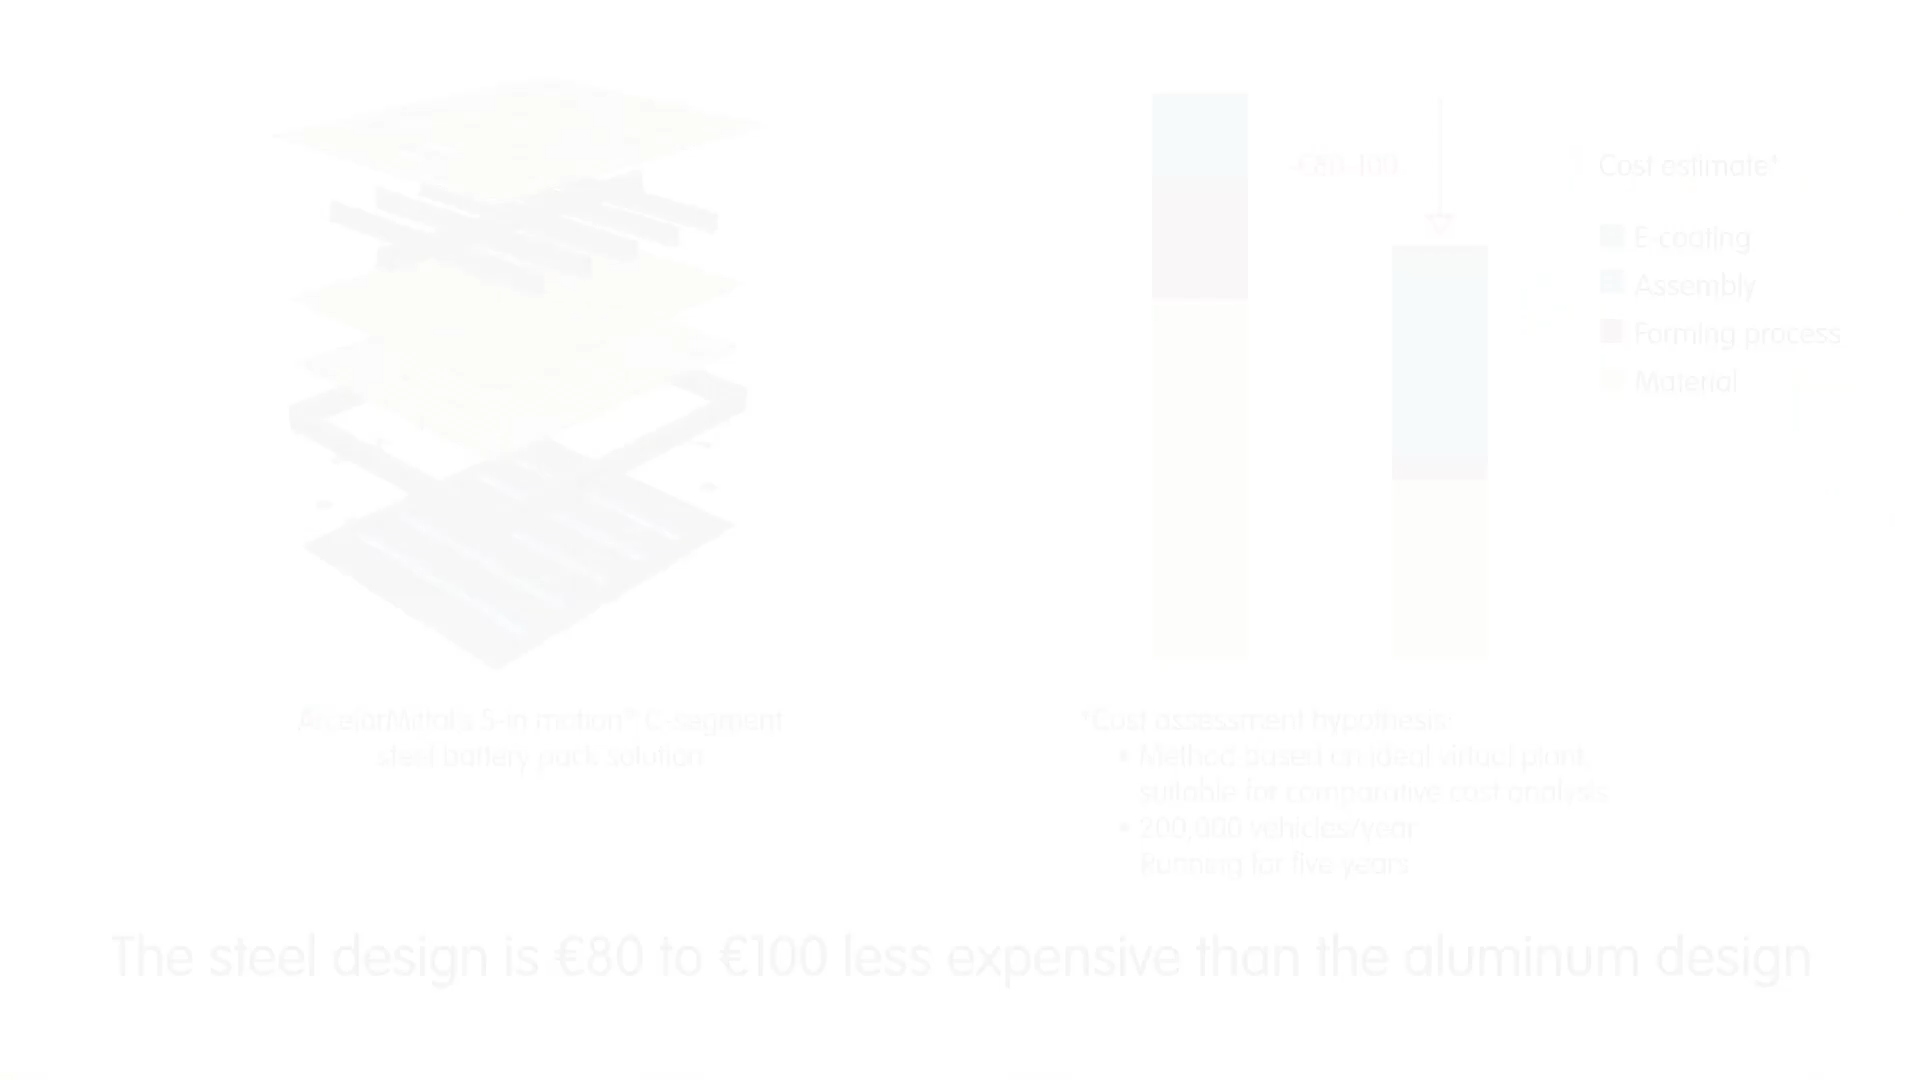 -€80-100
Cost estimate*
E-coating
Assembly
Forming process
Material
ArcelorMittal's S-in motion® C-segment
steel battery pack solution
*Cost assessment hypothesis:
• Method based on ideal virtual plant,
suitable for comparative cost analysis
• 200,000 vehicles/year
Running for five years
The steel design is €80 to €100 less expensive than the aluminum design